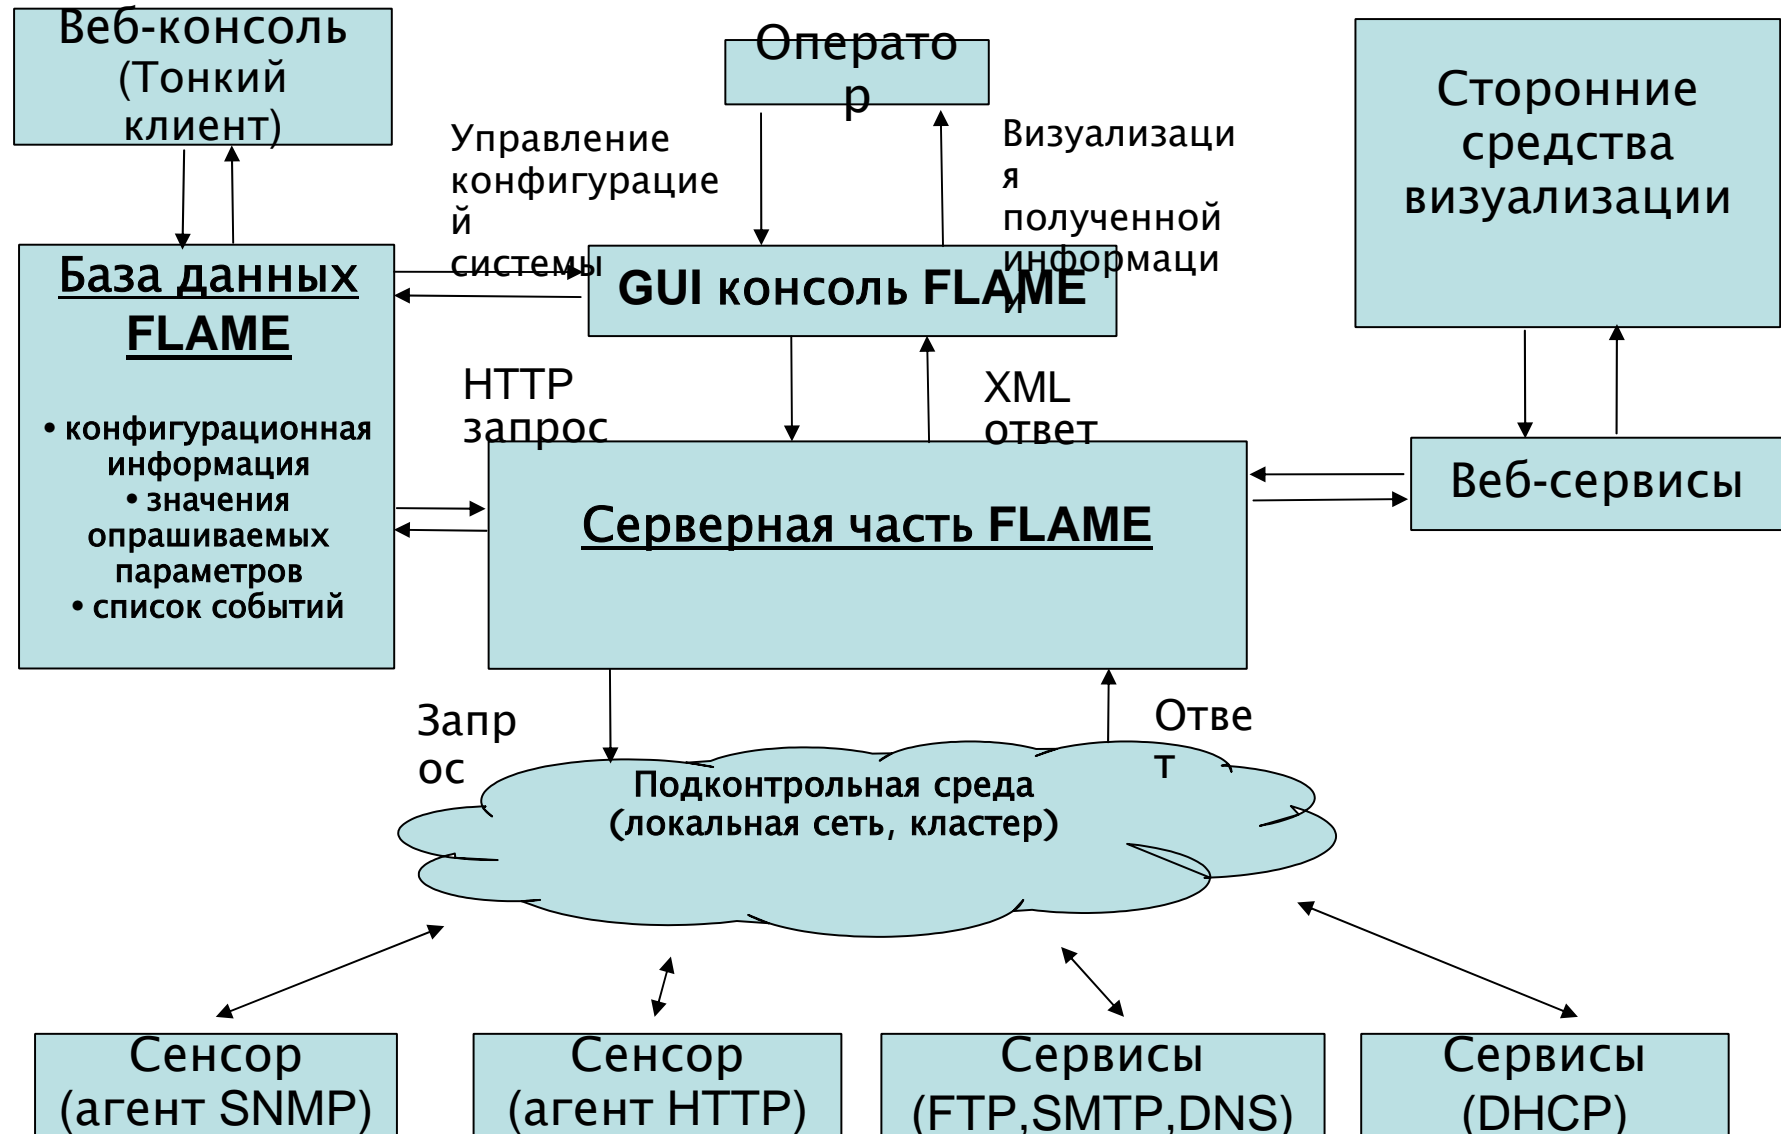 Веб-консоль
(Тонкий
клиент)
Операто
р
Сторонние
средства
визуализации
Управление
конфигурацие
й
системы
Визуализаци
я
полученной
информаци
и
База данных
FLAME
• конфигурационная
информация
• значения
опрашиваемых
параметров
• список событий
GUI консоль FLAME
HTTP
запрос
XML
ответ
Серверная часть FLAME
Веб-сервисы
Запр
ос
Отве
т
Подконтрольная среда
(локальная сеть, кластер)
Сенсор
(агент SNMP)
Сенсор
(агент HTTP)
Сервисы
(FTP,SMTP,DNS)
Сервисы
(DHCP)